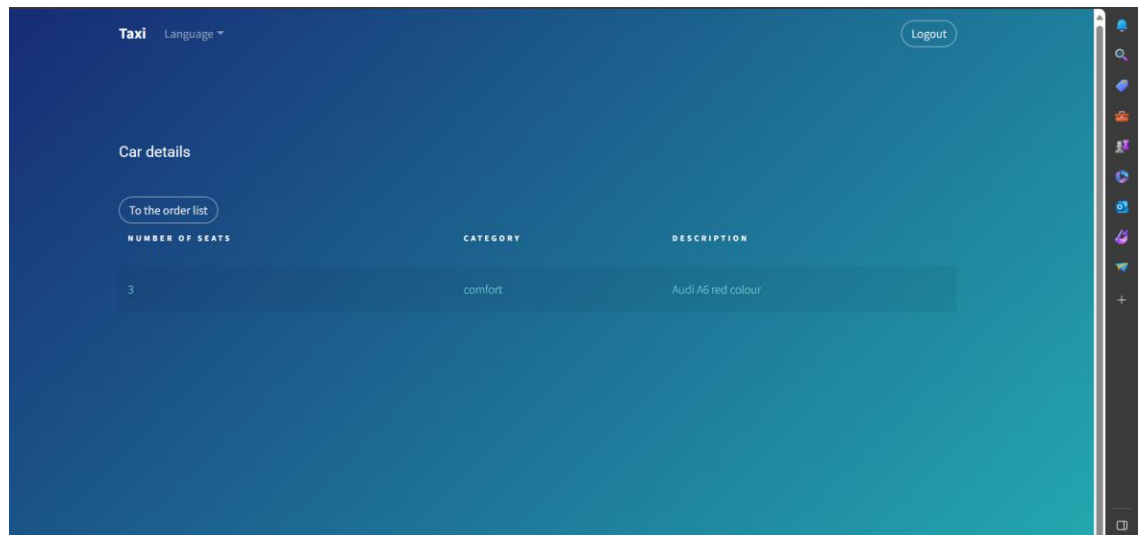 Taxi Language Logout
Car details
To the order list
NUMBER OF SEATS CATEGORY DESCRIPTION
3 comfort Audi A6 red colour